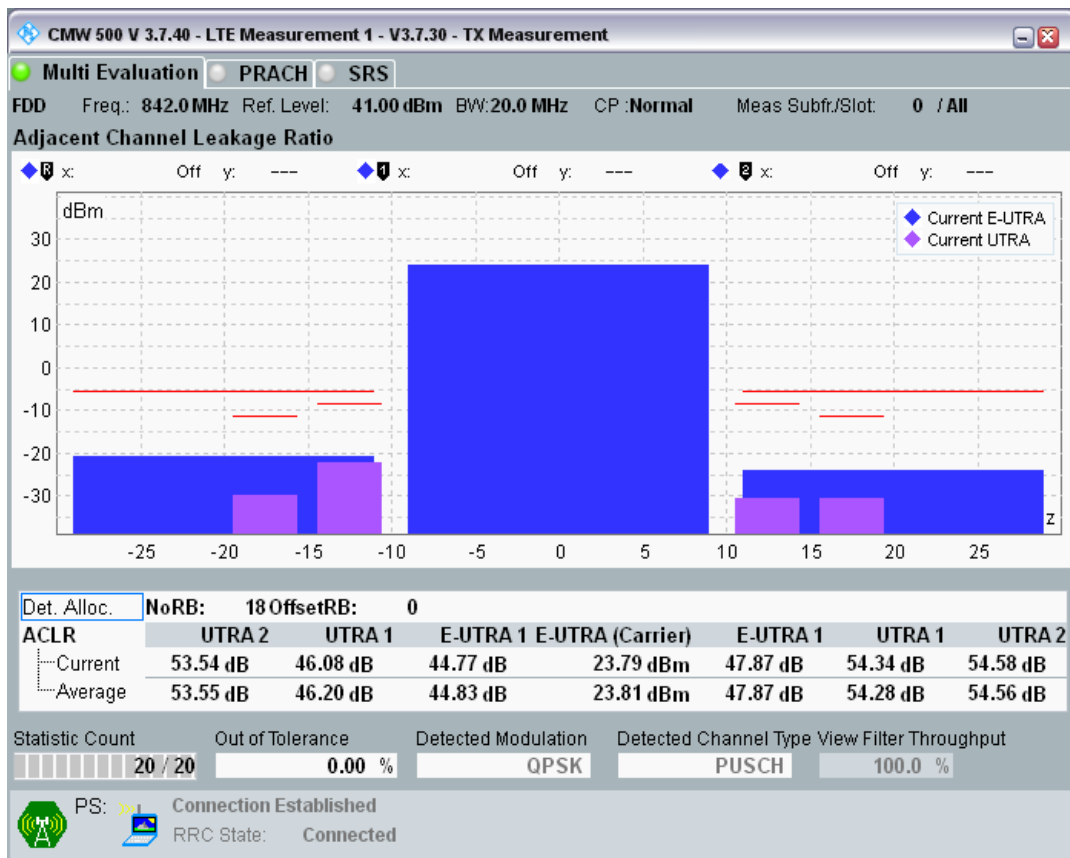 CMW 500 V 3.7.40 - LTE Measurement 1 - V3.7.30 - TX Measurement
Multi Evaluation PRACH SRS
FDD Freq.: 842.0 MHz Ref. Level: 41.00 dBm BW: 20.0 MHz CP : Normal Meas Subfr./Slot: 0 / All
Adjacent Channel Leakage Ratio
R x: Off y: --- 1 x: Off y: --- 2 x: Off y: ---
dBm
Current E-UTRA
Current UTRA
30
20
10
0
-10
-20
-30
z
-25 -20 -15 -10 -5 0 5 10 15 20 25
Det. Alloc. NoRB: 18 OffsetRB: 0
ACLR UTRA 2 UTRA 1 E-UTRA 1 E-UTRA (Carrier) E-UTRA 1 UTRA 1 UTRA 2
Current 53.54 dB 46.08 dB 44.77 dB 23.79 dBm 47.87 dB 54.34 dB 54.58 dB
Average 53.55 dB 46.20 dB 44.83 dB 23.81 dBm 47.87 dB 54.28 dB 54.56 dB
Statistic Count Out of Tolerance Detected Modulation Detected Channel Type View Filter Throughput
20 / 20 0.00 % QPSK PUSCH 100.0 %
PS: Connection Established
RRC State: Connected